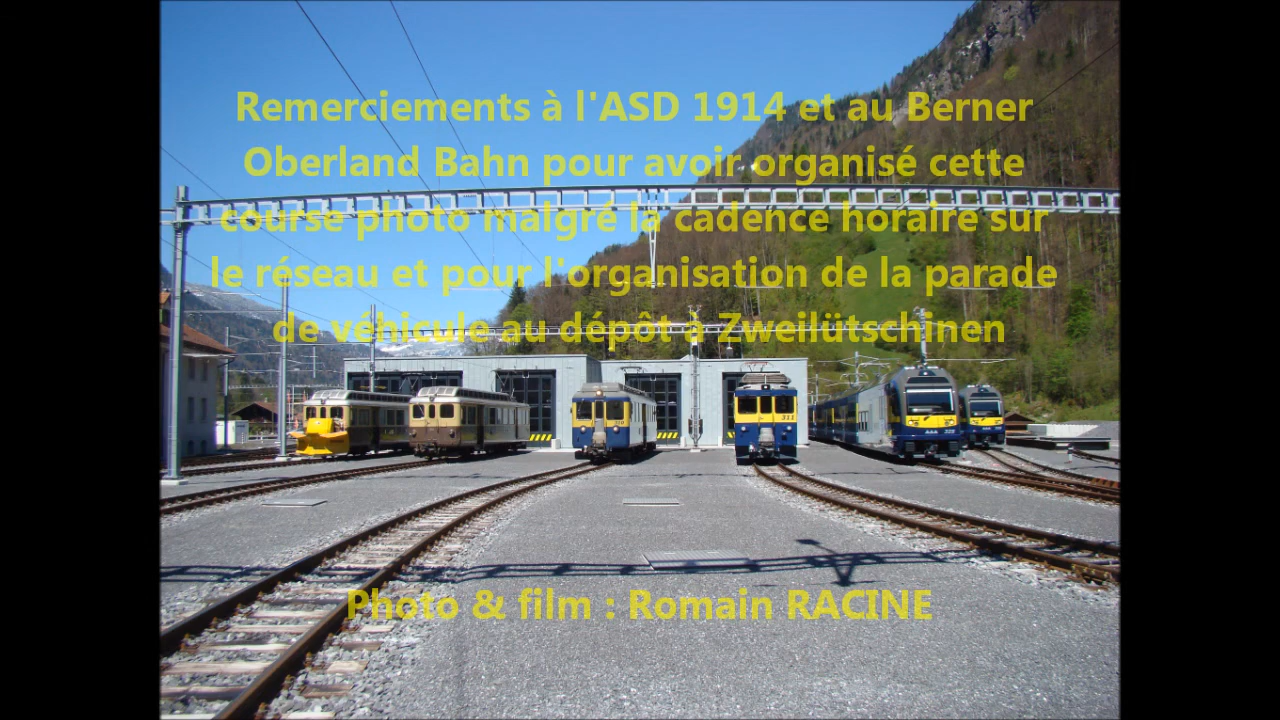 Remerciements à l'ASD 1914 et au Berner
Oberland Bahn pour avoir organisé cette
course photo malgré la cadence horaire sur
le réseau et pour l'organisation de la parade
de véhicule au dépôt à Zweilütschinen
311
Photo & film : Romain RACINE